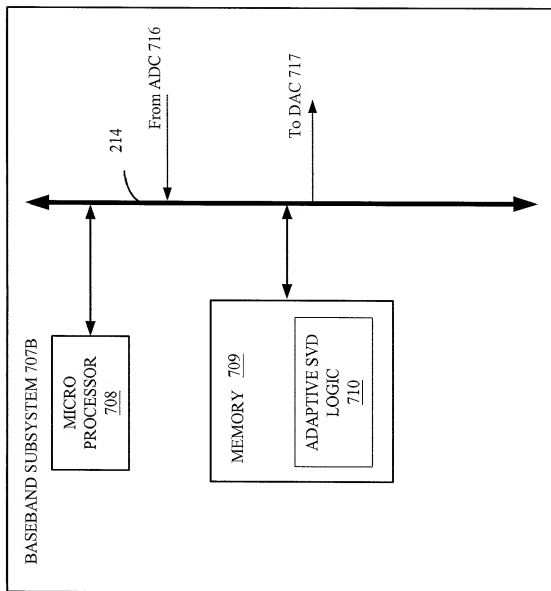 BASEBAND SUBSYSTEM 707B
MICRO
PROCESSOR
708
214
From ADC 716
MEMORY 709
ADAPTIVE SVD
LOGIC
710
To DAC 717